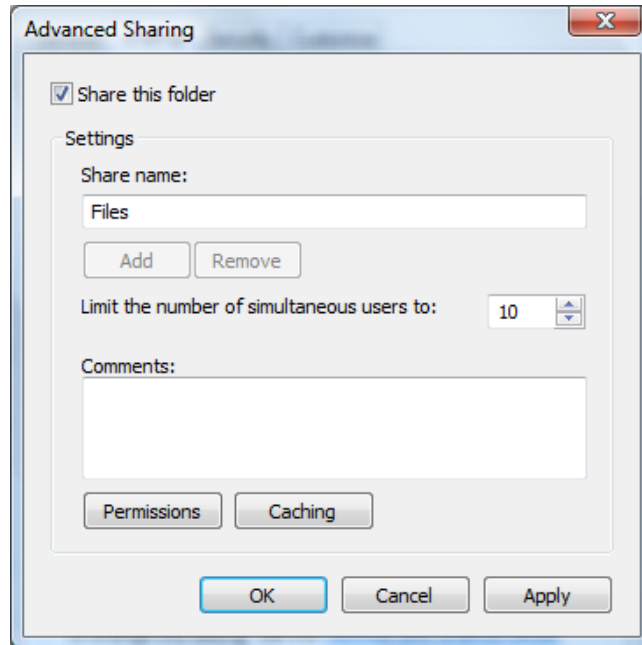 Advanced Sharing
Share this folder
Settings
Share name:
Files
Add Remove
Limit the number of simultaneous users to: 10
Comments:
Permissions Caching
OK Cancel Apply